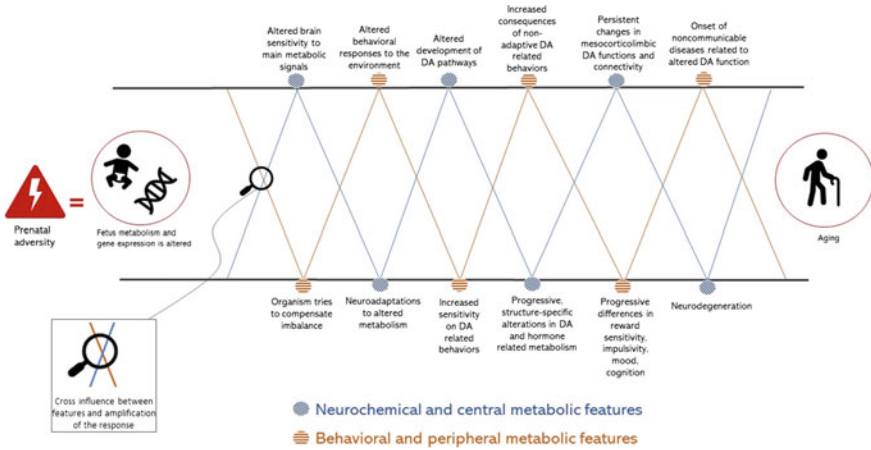 Altered brain
sensitivity to
main metabolic
signals
Altered
behavioral
responses to the
environment
Altered
development of
DA pathways
Increased
consequences
of non-
adaptive DA
related
behaviors
Persistent
changes in
mesocorticolimbic
DA functions and
connectivity
Onset of
noncommunicable
diseases related to
altered DA function
Prenatal
adversity
=
Fetus metabolism and
gene expression is altered
Aging
Organism tries
to compensate
imbalance
Neuroadaptations
to altered
metabolism
Increased
sensitivity on DA
related
behaviors
Progressive,
structure-specific
alterations in DA
and hormone
related metabolism
Progressive
differences in
reward
sensitivity,
impulsivity,
mood,
cognition
Neurodegeneration
Cross influence between
features and amplification
of the response
Neurochemical and central metabolic features
Behavioral and peripheral metabolic features